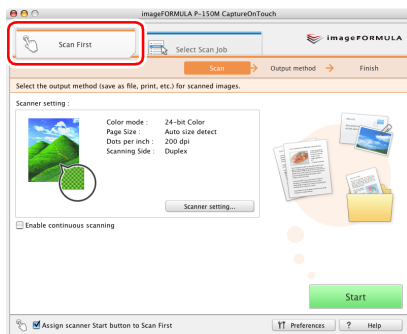 imageFORMULA P-150M CaptureOnTouch
Scan First
Select Scan Job
imageFORMULA
Scan
Output method
Finish
Select the output method (save as file, print, etc.) for scanned images.
Scanner setting :
Color mode : 24-bit Color
Page Size : Auto size detect
Dots per inch : 200 dpi
Scanning Side : Duplex
Scanner setting...
Enable continuous scanning
Start
Assign scanner Start button to Scan First
Preferences
? Help